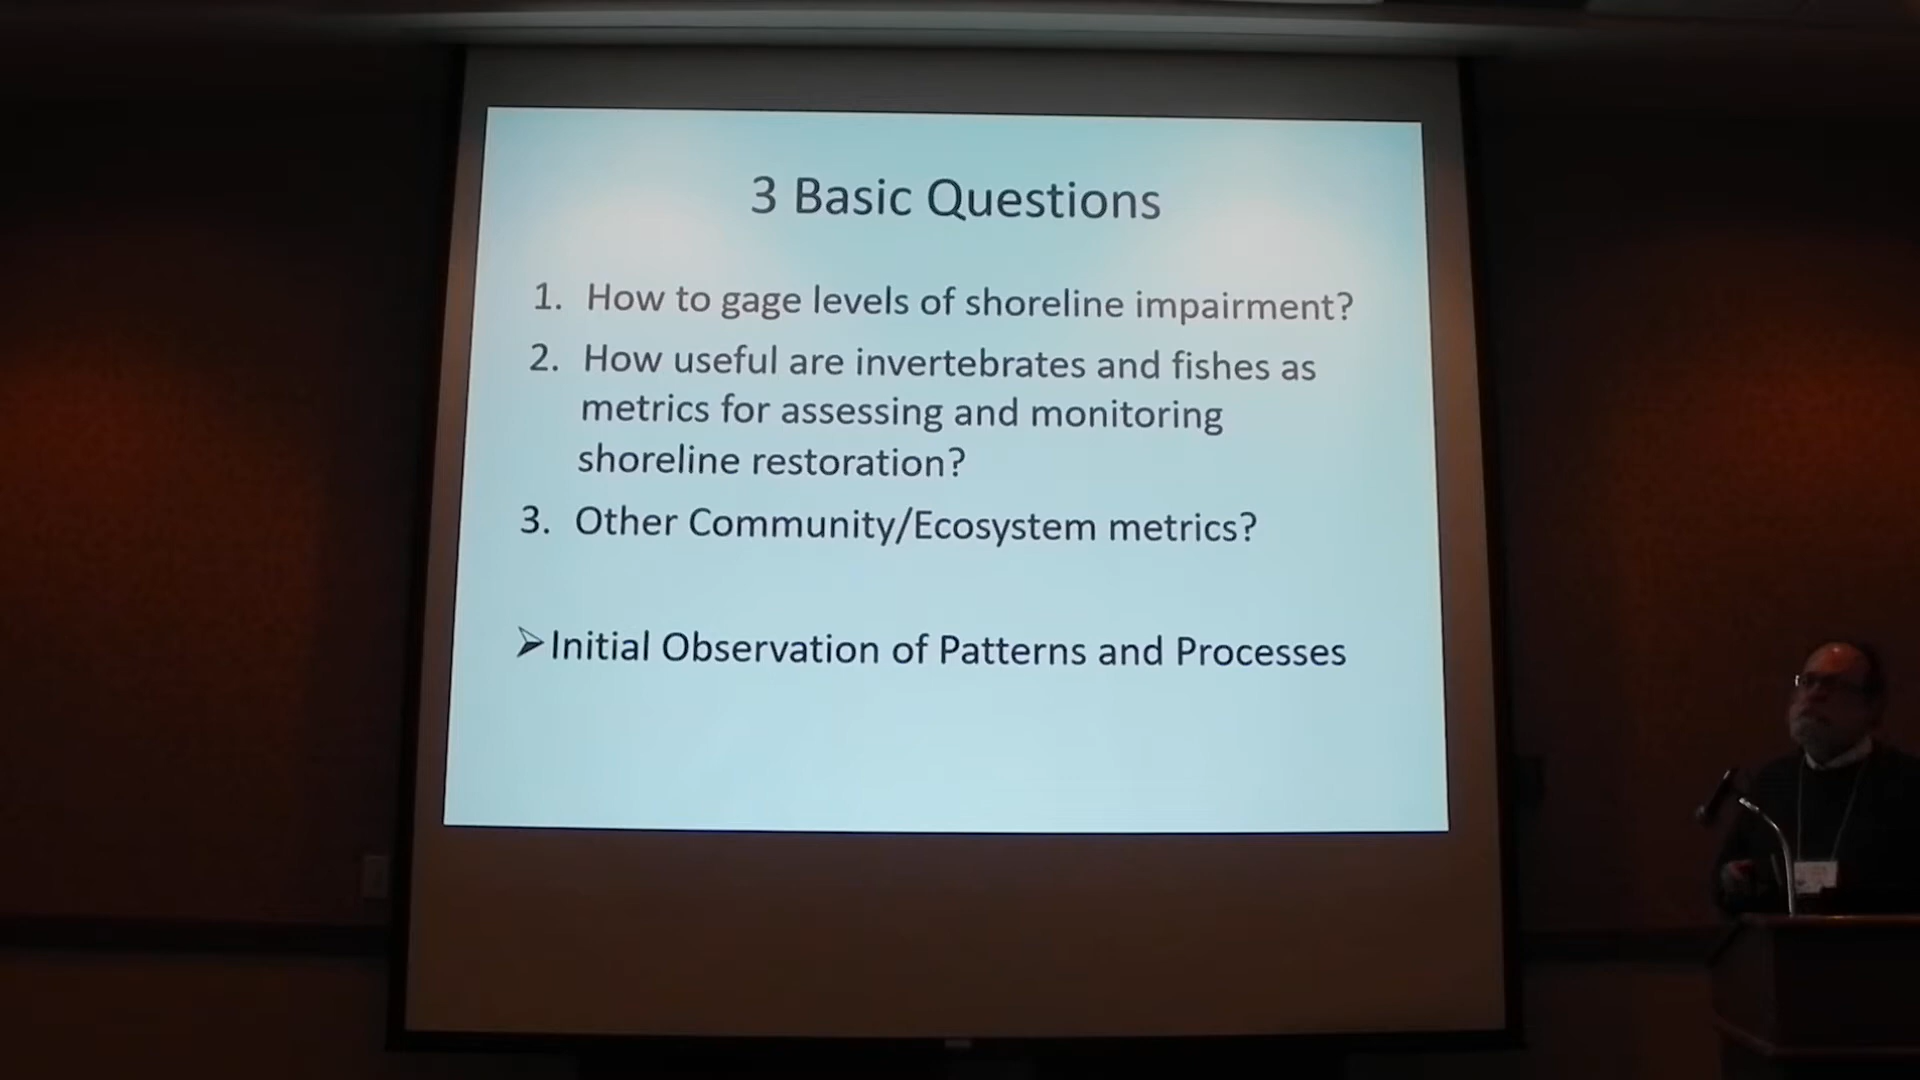 3 Basic Questions
1. How to gage levels of shoreline impairment?
2. How useful are invertebrates and fishes as
metrics for assessing and monitoring
shoreline restoration?
3. Other Community/Ecosystem metrics?
➢Initial Observation of Patterns and Processes